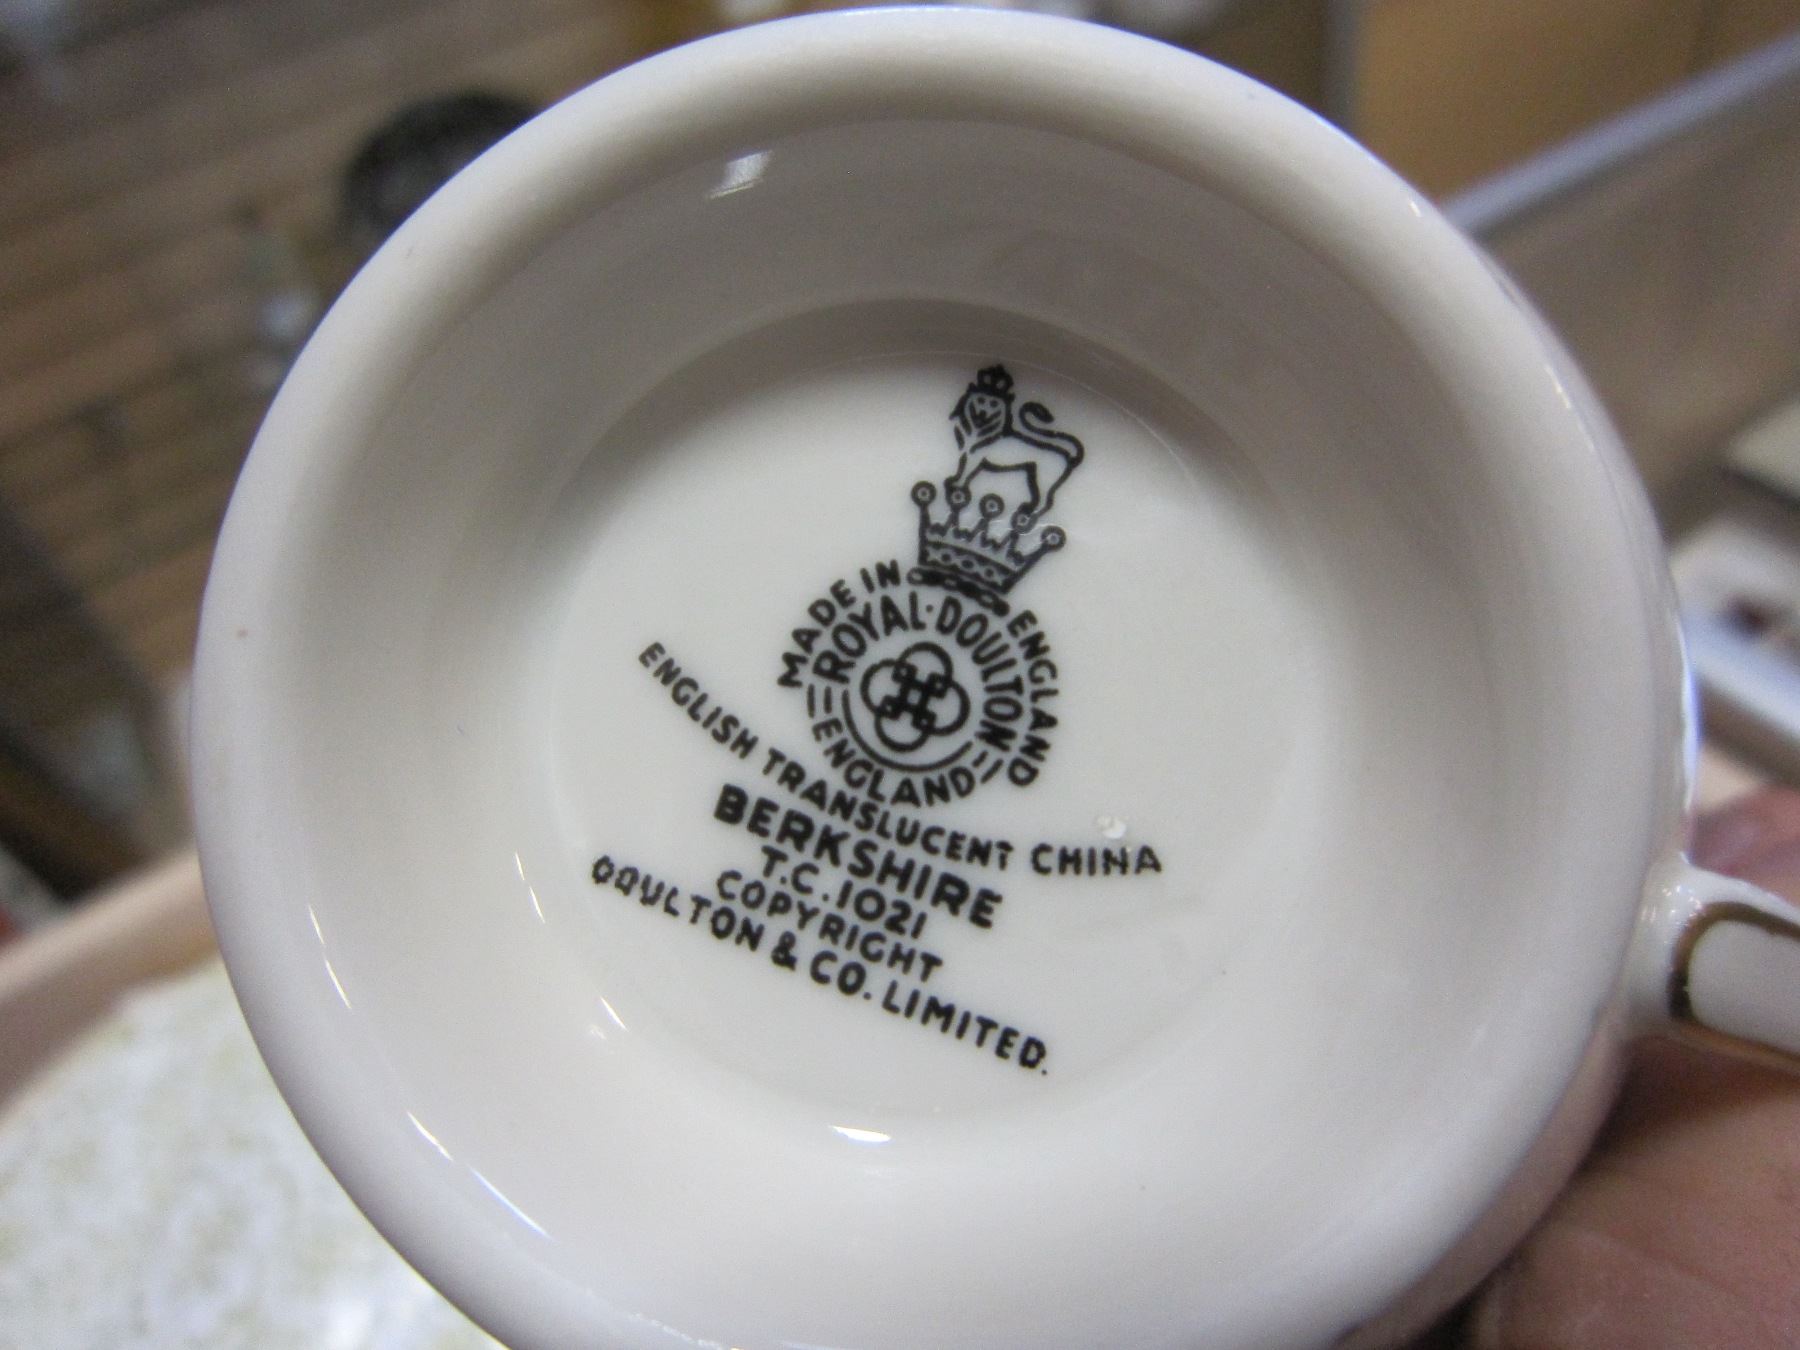 MADE IN ENGLAND
ROYAL·DOULTON
ENGLAND
ENGLISH TRANSLUCENT CHINA
BERKSHIRE
T.C.1021
COPYRIGHT
DOULTON & CO. LIMITED.